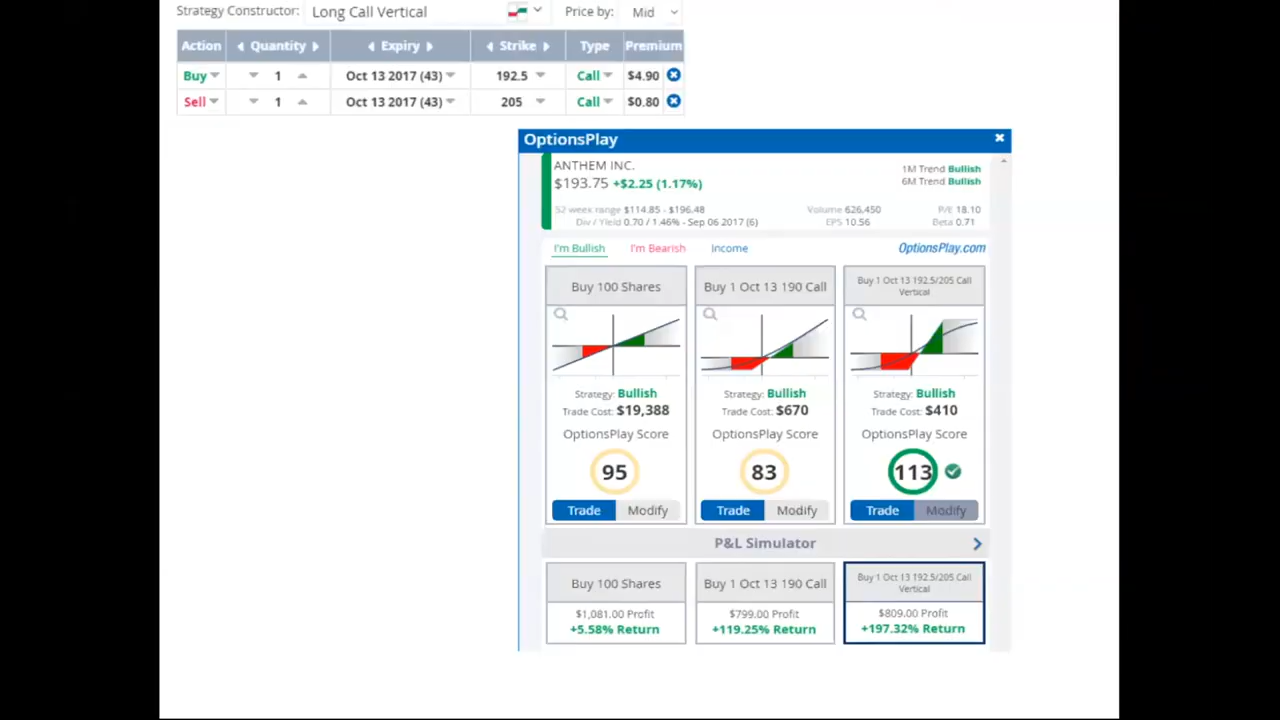 Strategy Constructor: Long Call Vertical Price by: Mid
Action Quantity Expiry Strike Type Premium
Buy 1 Oct 13 2017 (43) 192.5 Call $4.90
Sell 1 Oct 13 2017 (43) 205 Call $0.80
OptionsPlay
ANTHEM INC.
1M Trend Bullish
$193.75 +$2.25 (1.17%)
6M Trend Bullish
52 week range $114.85 - $196.48 Volume 626,450 P/E 18.10
Div / Yield 0.70 / 1.46% - Sep 06 2017 (6) EPS 10.56 Beta 0.71
I'm Bullish I'm Bearish Income OptionsPlay.com
Buy 100 Shares
Strategy: Bullish
Trade Cost: $19,388
OptionsPlay Score
95
Trade Modify
Buy 1 Oct 13 190 Call
Strategy: Bullish
Trade Cost: $670
OptionsPlay Score
83
Trade Modify
Buy 1 Oct 13 192.5/205 Call
Vertical
Strategy: Bullish
Trade Cost: $410
OptionsPlay Score
113
Trade Modify
P&L Simulator
Buy 100 Shares
$1,081.00 Profit
+5.58% Return
Buy 1 Oct 13 190 Call
$799.00 Profit
+119.25% Return
Buy 1 Oct 13 192.5/205 Call
Vertical
$809.00 Profit
+197.32% Return